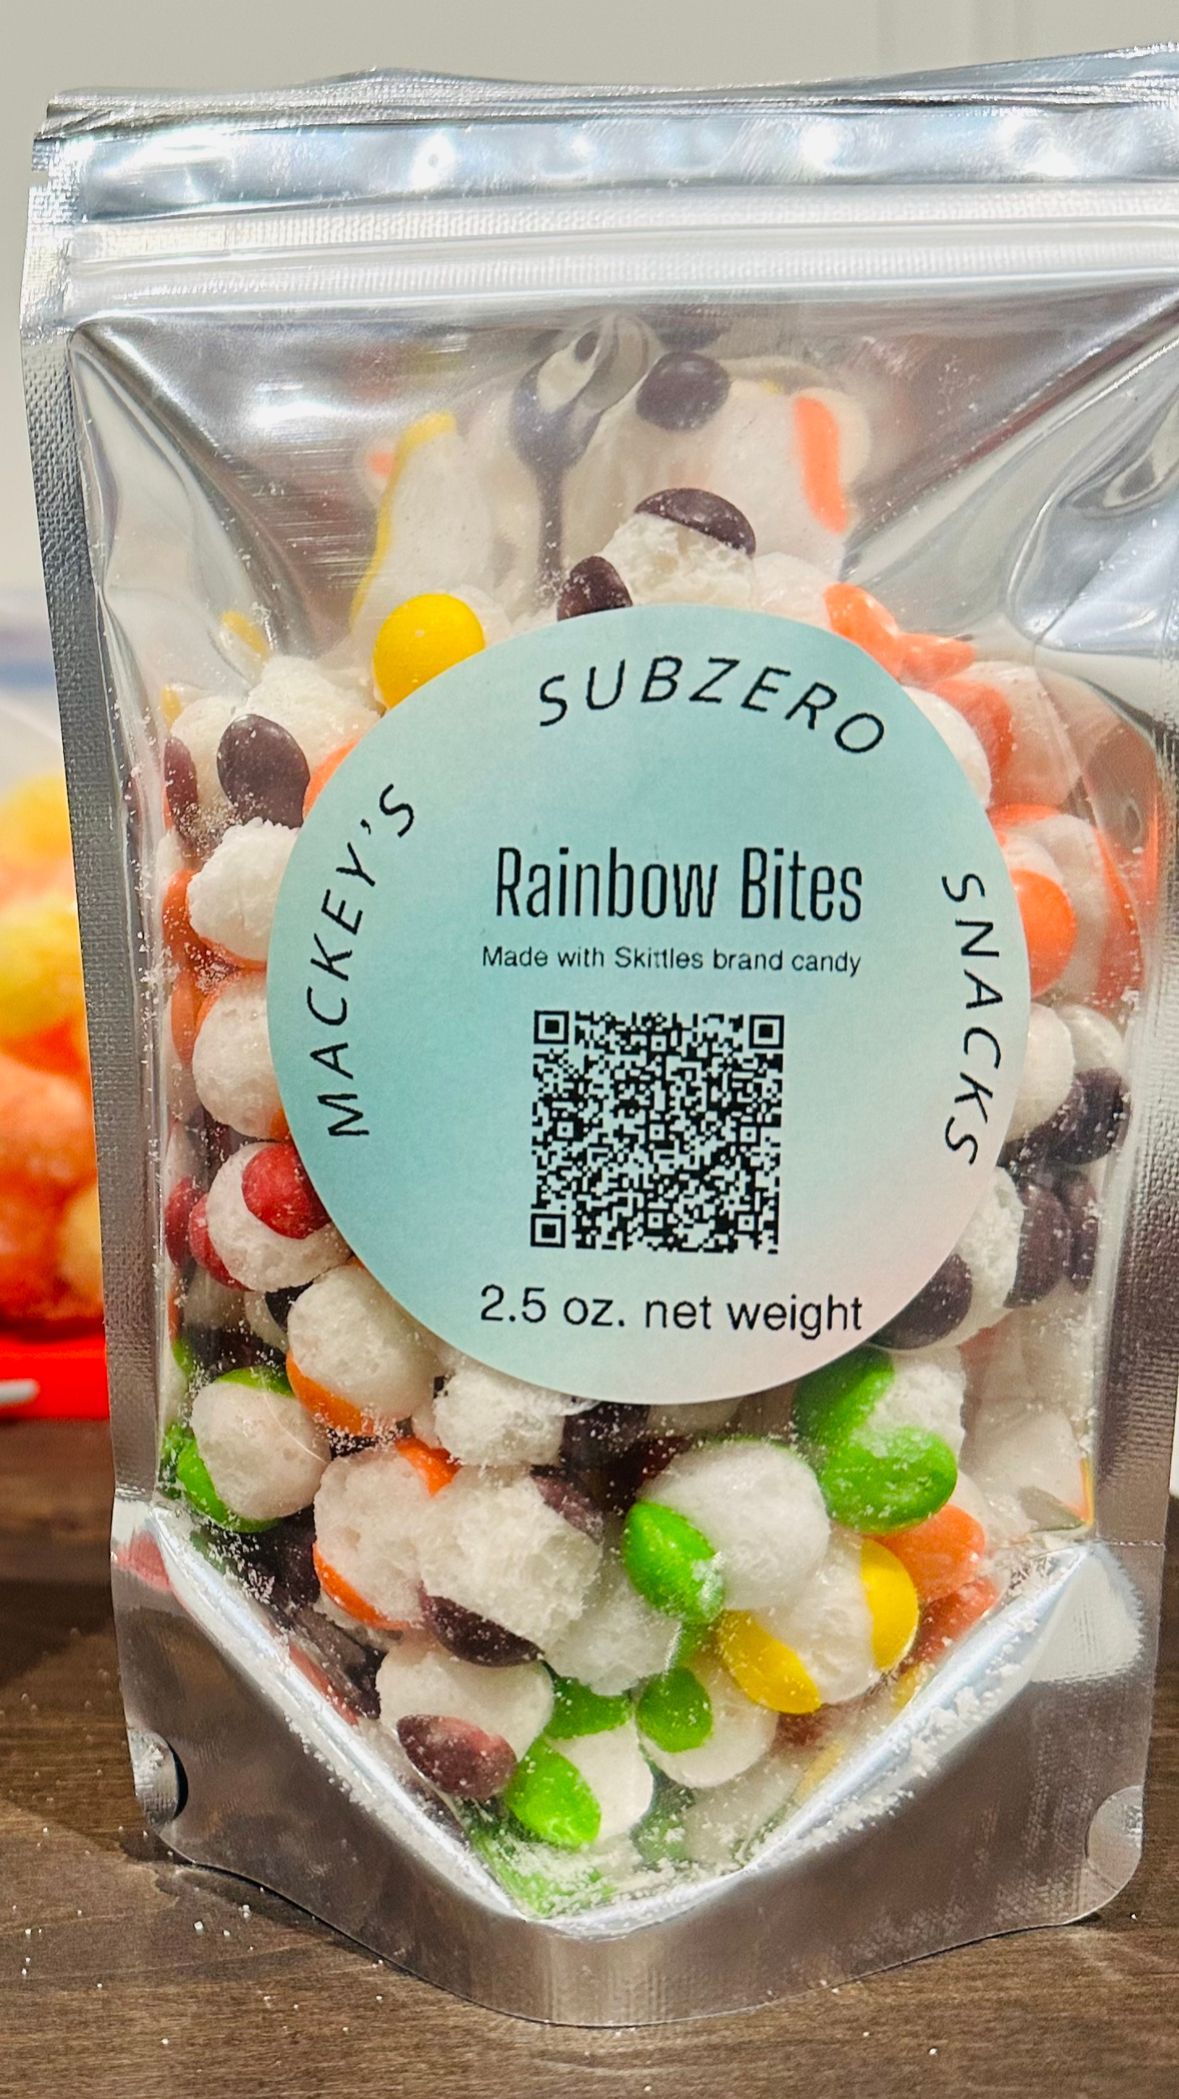 MACKEY'S
SUBZERO
SNACKS
Rainbow Bites
Made with Skittles brand candy
2.5 oz. net weight